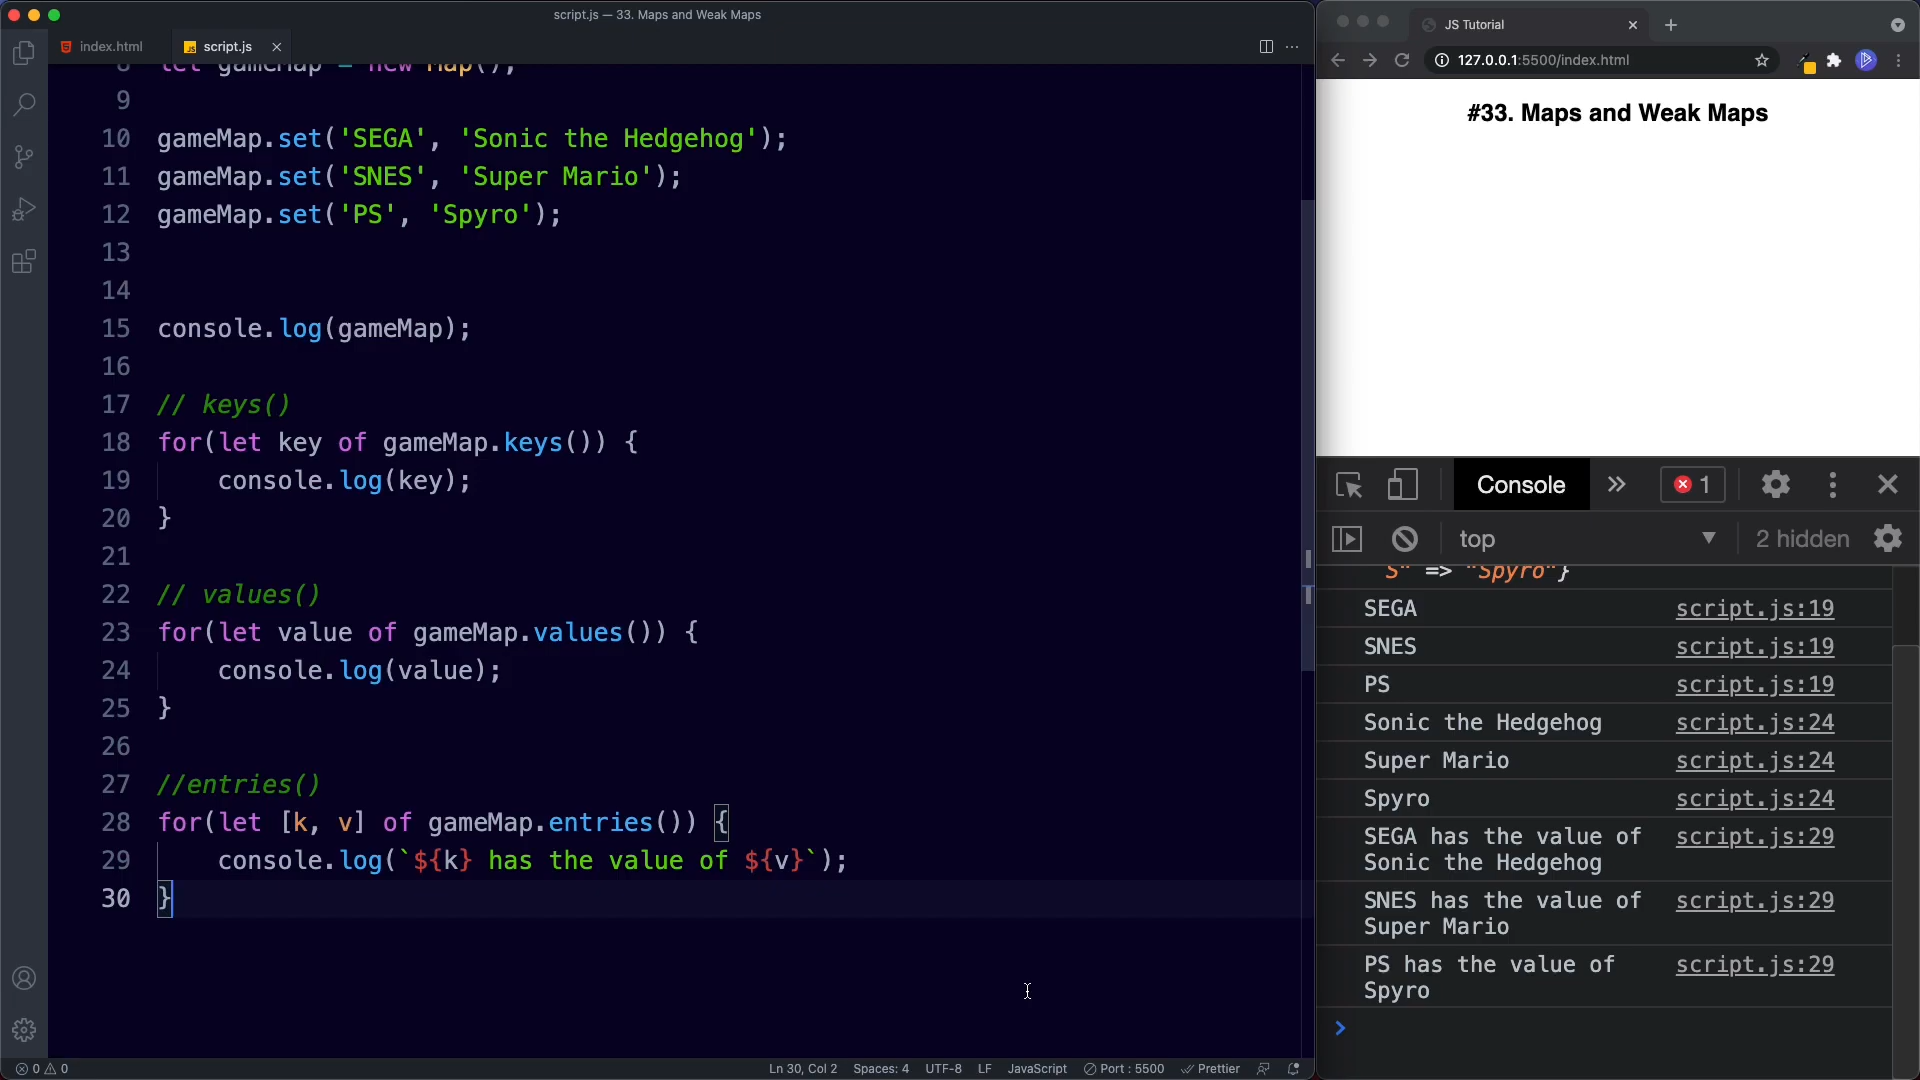 script.js — 33. Maps and Weak Maps
index.html
script.js
8 let gameMap = new Map();
9
10 gameMap.set('SEGA', 'Sonic the Hedgehog');
11 gameMap.set('SNES', 'Super Mario');
12 gameMap.set('PS', 'Spyro');
13
14
15 console.log(gameMap);
16
17 // keys()
18 for(let key of gameMap.keys()) {
19 console.log(key);
20 }
21
22 // values()
23 for(let value of gameMap.values()) {
24 console.log(value);
25 }
26
27 //entries()
28 for(let [k, v] of gameMap.entries()) {
29 console.log(`${k} has the value of ${v}`);
30 }
0 0
Ln 30, Col 2 Spaces: 4 UTF-8 LF JavaScript Port : 5500 Prettier
JS Tutorial
127.0.0.1:5500/index.html
#33. Maps and Weak Maps
Console 1
top 2 hidden
S" => "Spyro"}
SEGA script.js:19
SNES script.js:19
PS script.js:19
Sonic the Hedgehog script.js:24
Super Mario script.js:24
Spyro script.js:24
SEGA has the value of script.js:29
Sonic the Hedgehog
SNES has the value of script.js:29
Super Mario
PS has the value of script.js:29
Spyro